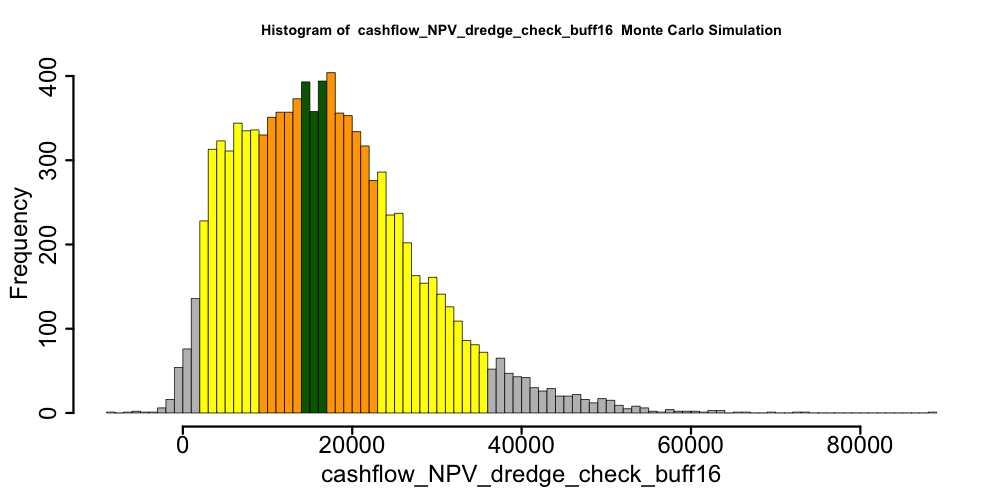 Histogram of cashflow_NPV_dredge_check_buff16 Monte Carlo Simulation
400
300
200
100
0
Frequency
0 20000 40000 60000 80000
cashflow_NPV_dredge_check_buff16